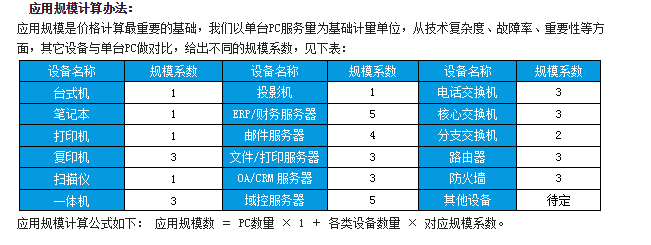 应用规模计算办法：
应用规模是价格计算最重要的基础，我们以单台PC服务量为基础计量单位，从技术复杂度、故障率、重要性等方
面，其它设备与单台PC做对比，给出不同的规模系数，见下表：
设备名称 规模系数 设备名称 规模系数 设备名称 规模系数
台式机 1 投影机 1 电话交换机 3
笔记本 1 ERP/财务服务器 5 核心交换机 3
打印机 1 邮件服务器 4 分支交换机 2
复印机 3 文件/打印服务器 3 路由器 3
扫描仪 1 OA/CRM服务器 3 防火墙 3
一体机 3 域控服务器 5 其他设备 待定
应用规模计算公式如下： 应用规模数 = PC数量 × 1 + 各类设备数量 × 对应规模系数。